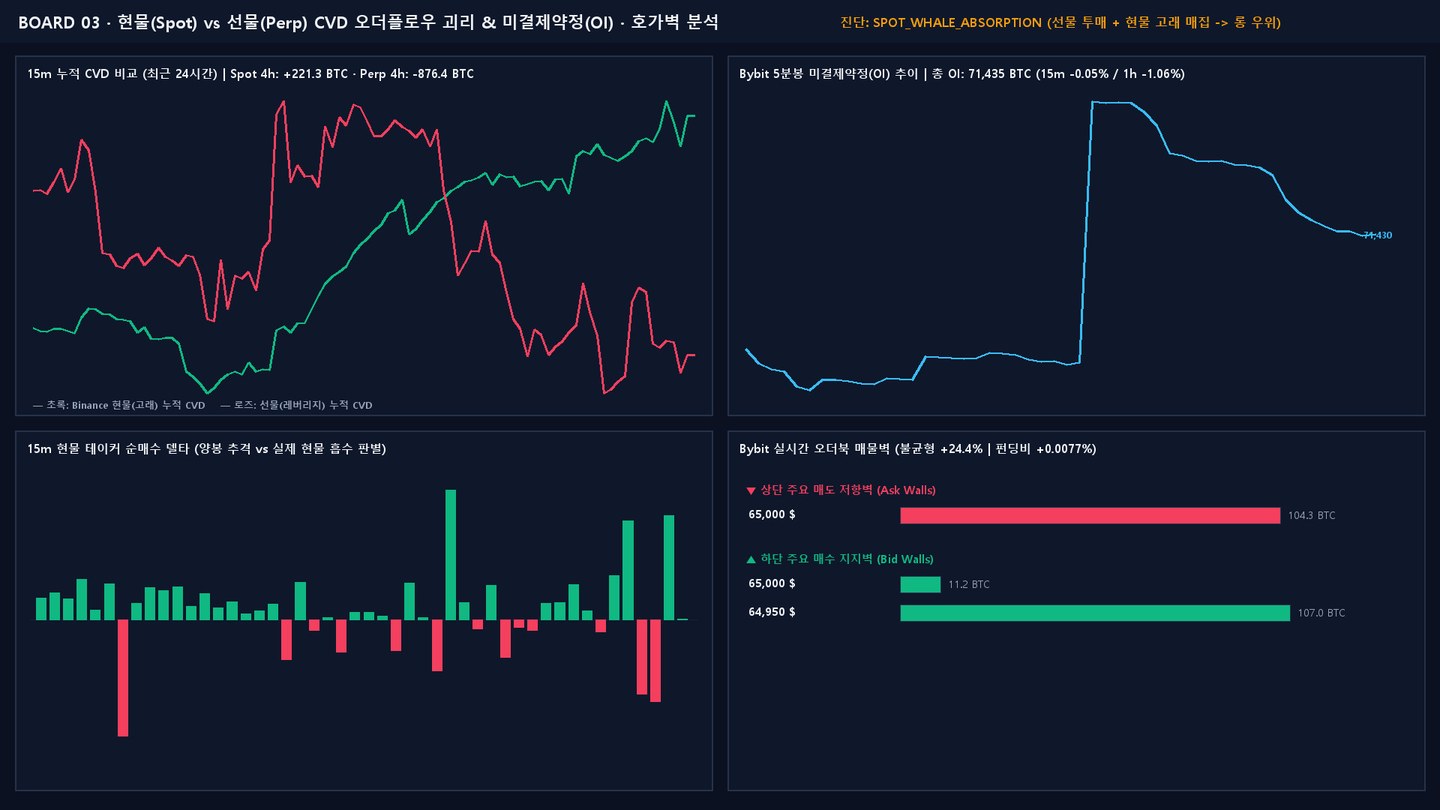 BOARD 03 · 현물(Spot) vs 선물(Perp) CVD 오더플로우 괴리 & 미결제약정(OI) · 호가벽 분석
진단: SPOT_WHALE_ABSORPTION (선물 투매 + 현물 고래 매집 -> 롱 우위)
15m 누적 CVD 비교 (최근 24시간) | Spot 4h: +221.3 BTC · Perp 4h: -876.4 BTC
— 초록: Binance 현물(고래) 누적 CVD — 로즈: 선물(레버리지) 누적 CVD
Bybit 5분봉 미결제약정(OI) 추이 | 총 OI: 71,435 BTC (15m -0.05% / 1h -1.06%)
71,430
15m 현물 테이커 순매수 델타 (양봉 추격 vs 실제 현물 흡수 판별)
Bybit 실시간 오더북 매물벽 (불균형 +24.4% | 펀딩비 +0.0077%)
▼ 상단 주요 매도 저항벽 (Ask Walls)
65,000 $ 104.3 BTC
▲ 하단 주요 매수 지지벽 (Bid Walls)
65,000 $ 11.2 BTC
64,950 $ 107.0 BTC